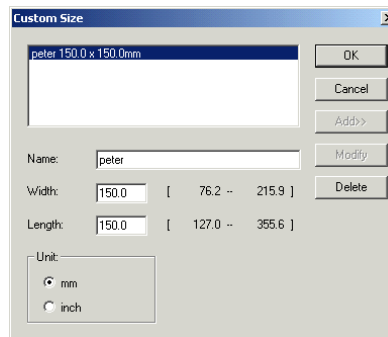 Custom Size
peter 150.0 x 150.0mm
OK
Cancel
Add>>
Name: peter
Modify
Width: 150.0 [ 76.2 -- 215.9 ]
Delete
Length: 150.0 [ 127.0 -- 355.6 ]
Unit:
mm
inch